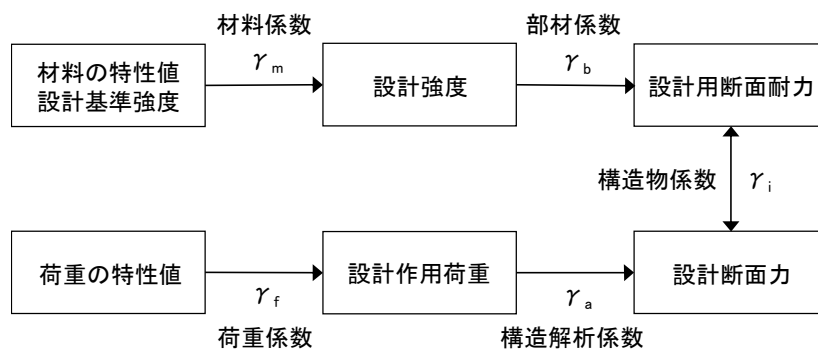 材料係数
γm
部材係数
γb
材料の特性値
設計基準強度
設計強度
設計用断面耐力
構造物係数
γi
荷重の特性値
設計作用荷重
設計断面力
γf
荷重係数
γa
構造解析係数